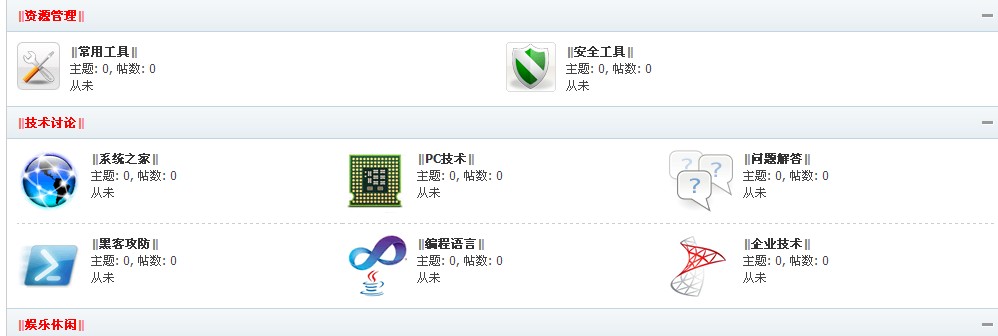 ‖资源管理‖
‖常用工具‖
主题: 0, 帖数: 0
从未
‖安全工具‖
主题: 0, 帖数: 0
从未
‖技术讨论‖
‖系统之家‖
主题: 0, 帖数: 0
从未
‖PC技术‖
主题: 0, 帖数: 0
从未
‖问题解答‖
主题: 0, 帖数: 0
从未
‖黑客攻防‖
主题: 0, 帖数: 0
从未
‖编程语言‖
主题: 0, 帖数: 0
从未
‖企业技术‖
主题: 0, 帖数: 0
从未
‖娱乐休闲‖